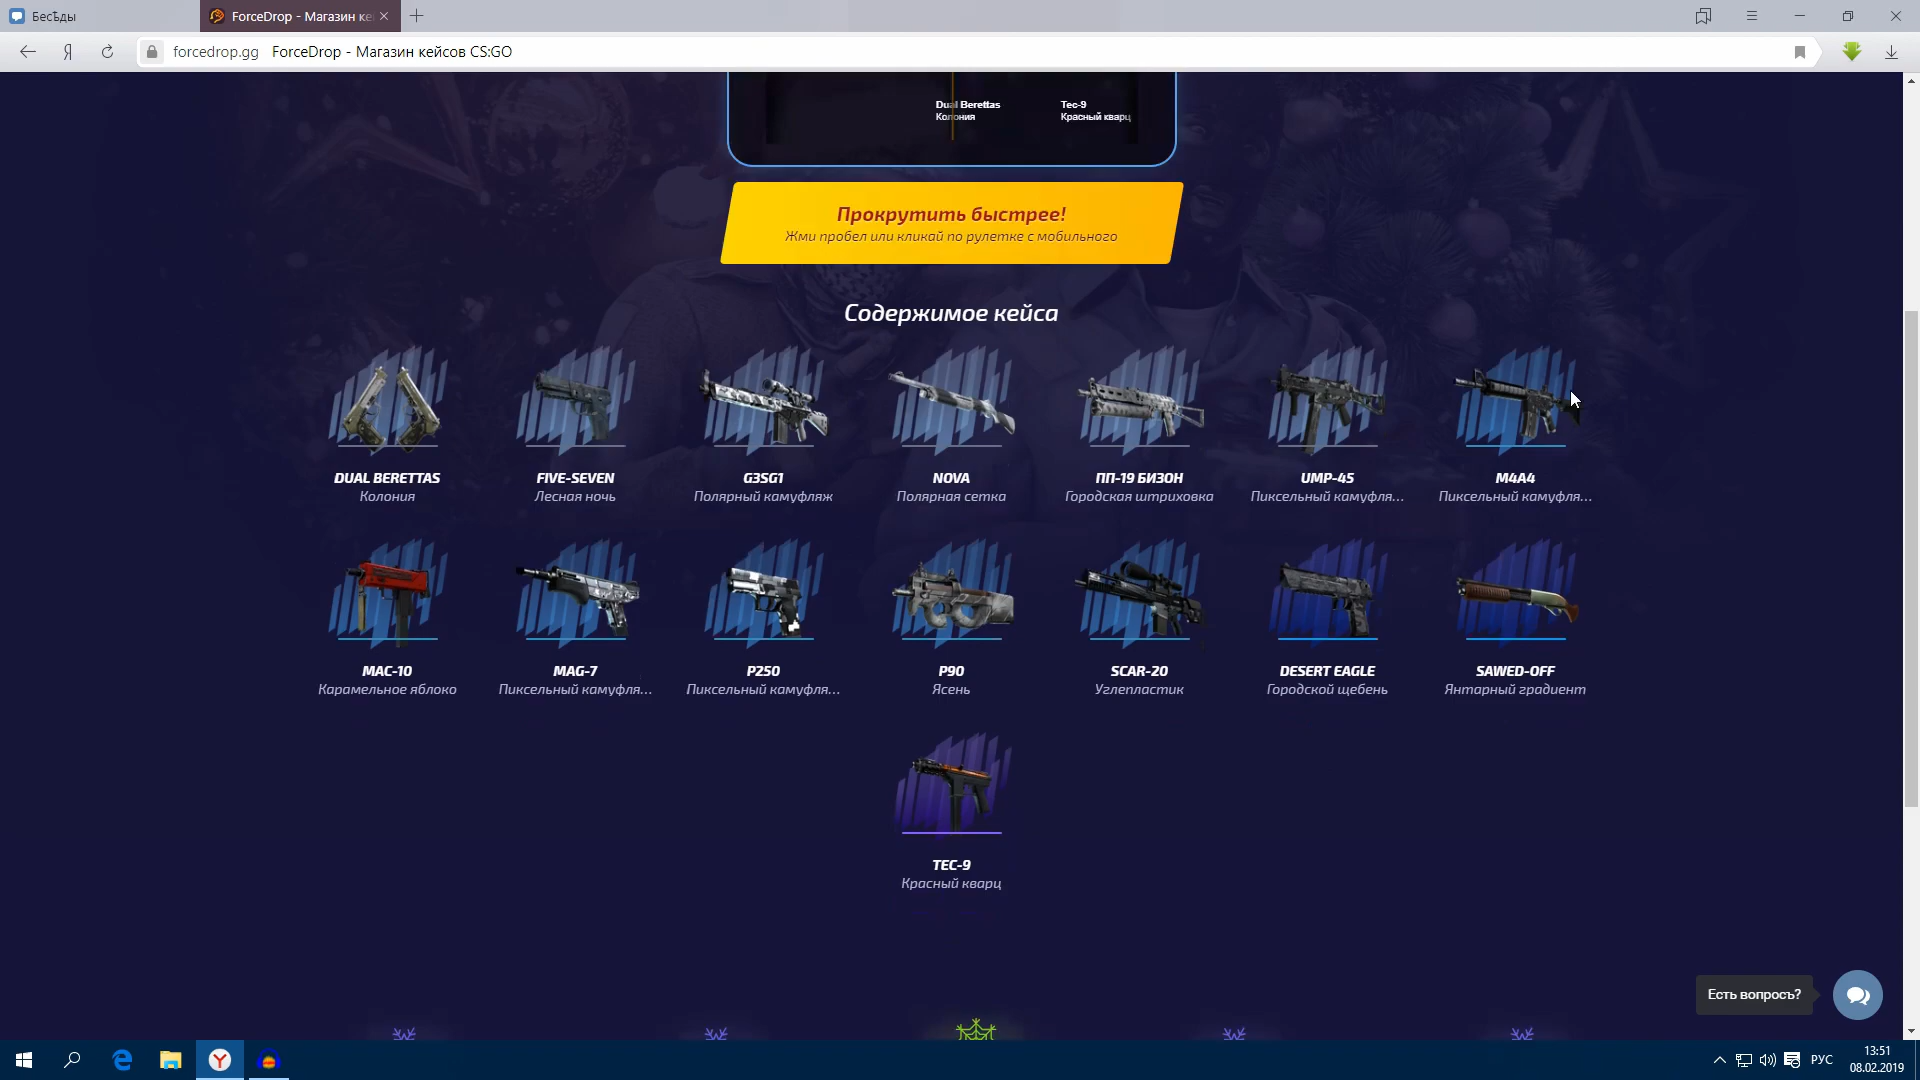 БесѢды
ForceDrop - Магазин ке
forcedrop.gg
ForceDrop - Магазин кейсов CS:GO
Dual Berettas
Колония
Tec-9
Красный кварц
Прокрутить быстрее!
Жми пробел или кликай по рулетке с мобильного
Содержимое кейса
DUAL BERETTAS
Колония
FIVE-SEVEN
Лесная ночь
G3SG1
Полярный камуфляж
NOVA
Полярная сетка
ПП-19 БИЗОН
Городская штриховка
UMP-45
Пиксельный камуфля...
M4A4
Пиксельный камуфля...
MAC-10
Карамельное яблоко
MAG-7
Пиксельный камуфля...
P250
Пиксельный камуфля...
P90
Ясень
SCAR-20
Углепластик
DESERT EAGLE
Городской щебень
SAWED-OFF
Янтарный градиент
TEC-9
Красный кварц
Есть вопросъ?
РУС
13:51
08.02.2019